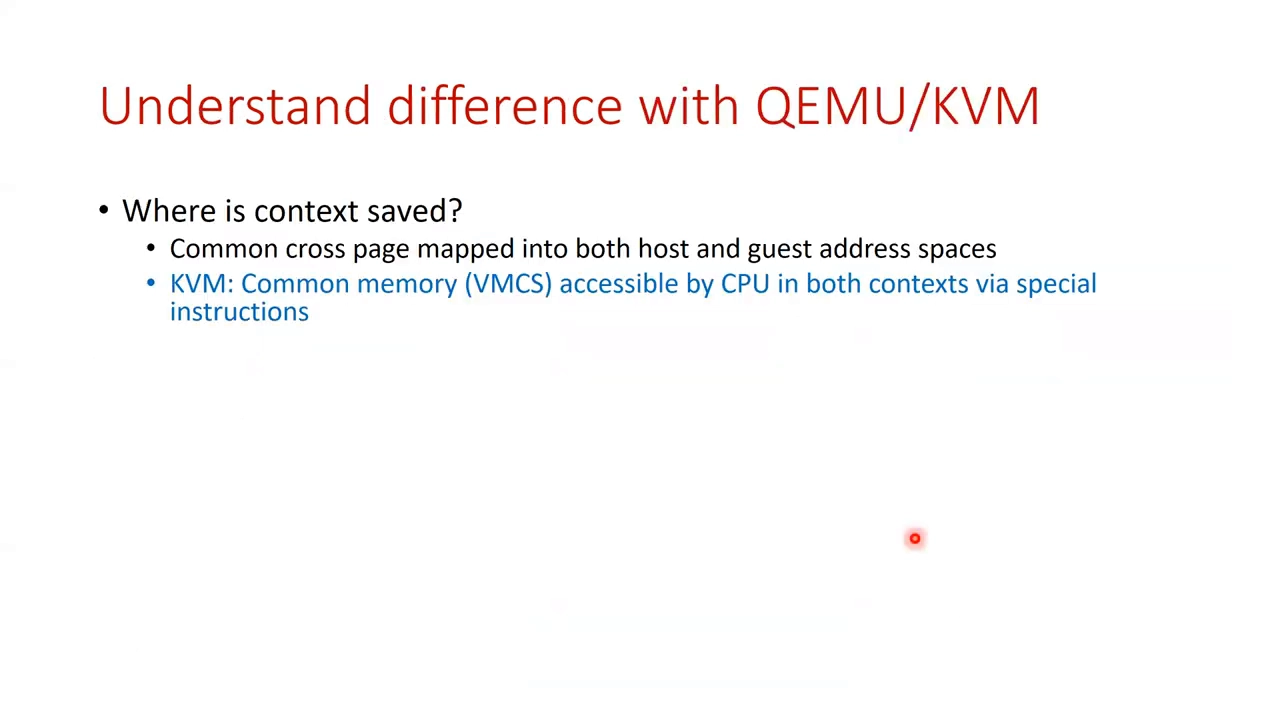 Understand difference with QEMU/KVM
• Where is context saved?
• Common cross page mapped into both host and guest address spaces
• KVM: Common memory (VMCS) accessible by CPU in both contexts via special
instructions